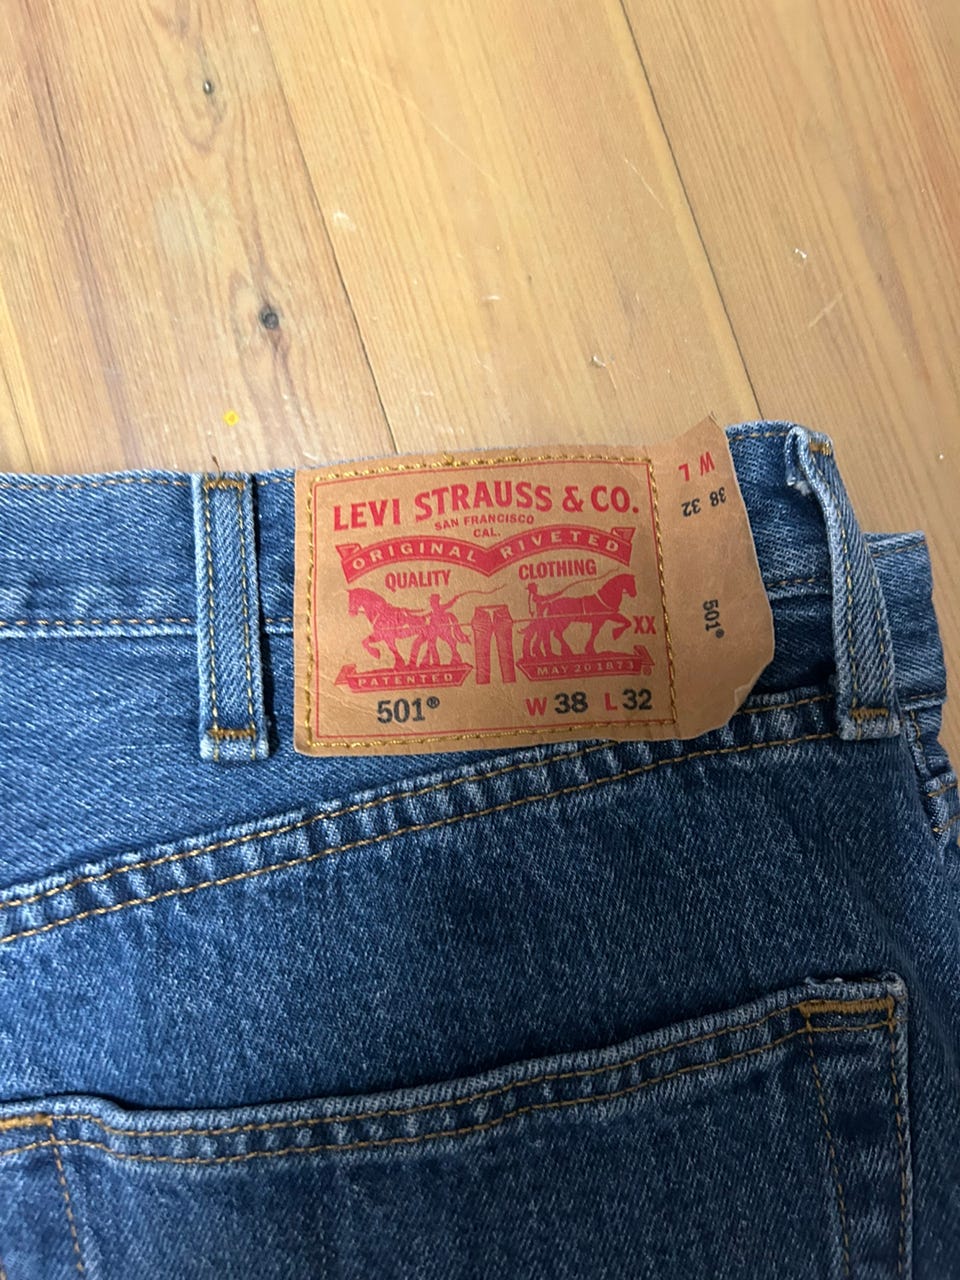 LEVI STRAUSS & CO.
SAN FRANCISCO
CAL.
ORIGINAL RIVETED
QUALITY CLOTHING
XX
PATENTED MAY 20 1873
501® W 38 L 32
W L
38 32
501®